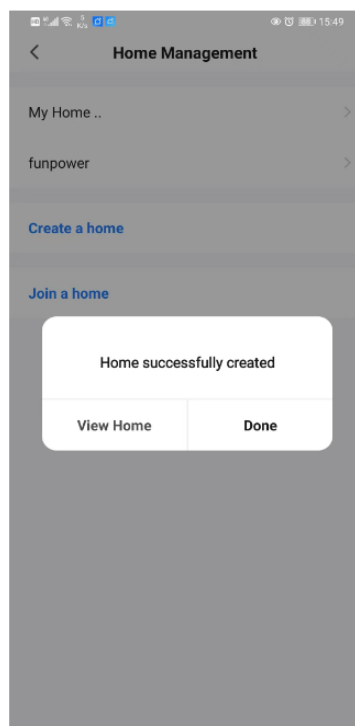 15:49
Home Management
My Home ..
funpower
Create a home
Join a home
Home successfully created
View Home
Done